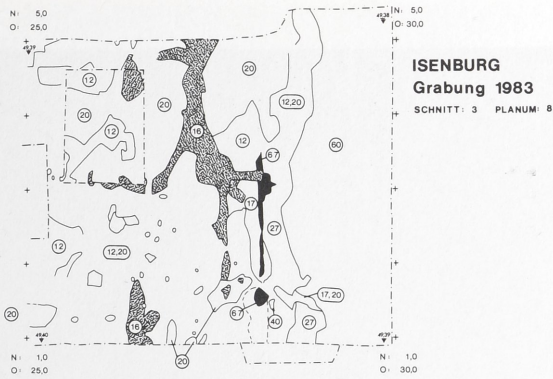 N: 5,0
O: 25,0
N: 5,0
O: 30,0
49,39
49,38
ISENBURG
Grabung 1983
SCHNITT: 3 PLANUM: 8
12
20
12,20
20
20
12
16
12
60
67
17
27
12
12,20
20
17,20
67
40
27
16
20
49,40
49,39
N: 1,0
O: 25,0
N: 1,0
O: 30,0